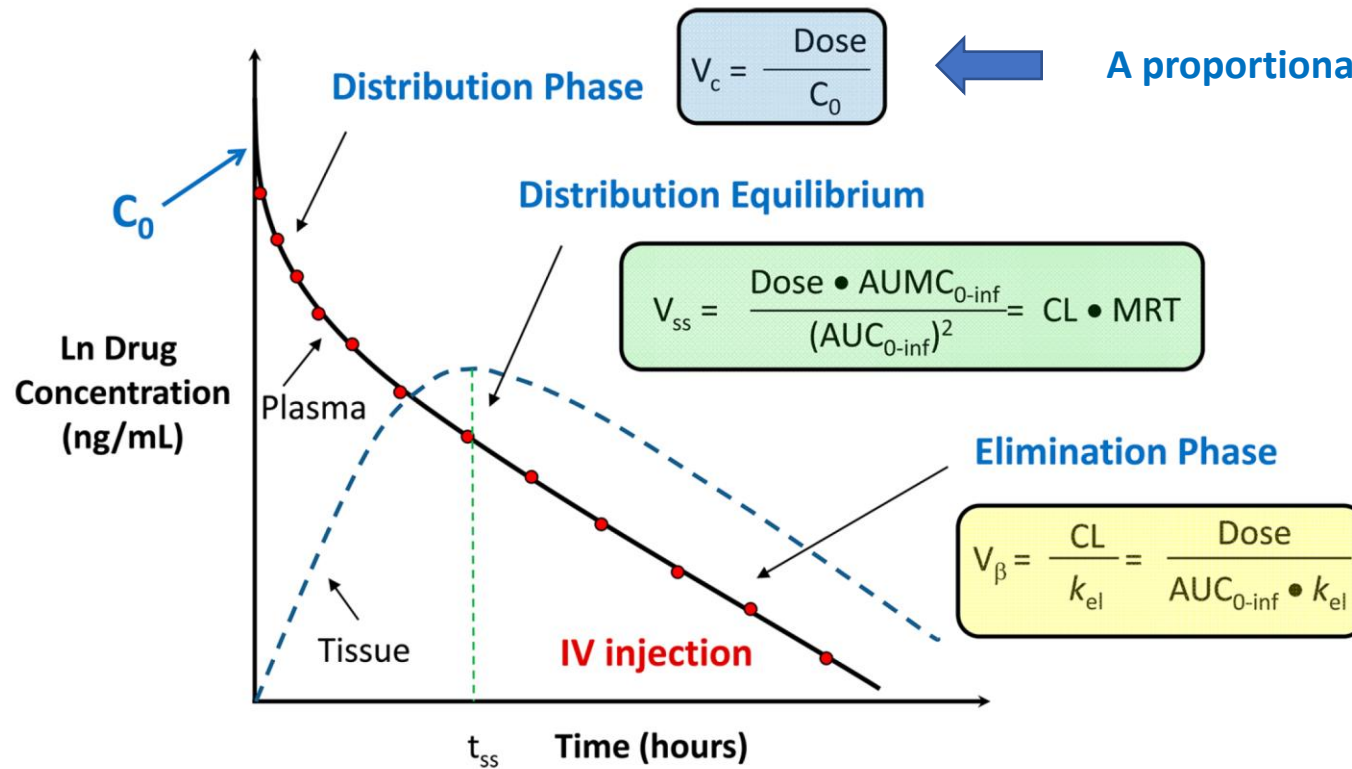 V_c = Dose / C_0
A proportiona
Distribution Phase
C_0
Distribution Equilibrium
V_ss = Dose • AUMC_0-inf / (AUC_0-inf)^2 = CL • MRT
Ln Drug
Concentration
(ng/mL)
Plasma
Elimination Phase
V_β = CL / k_el = Dose / AUC_0-inf • k_el
Tissue
IV injection
t_ss
Time (hours)